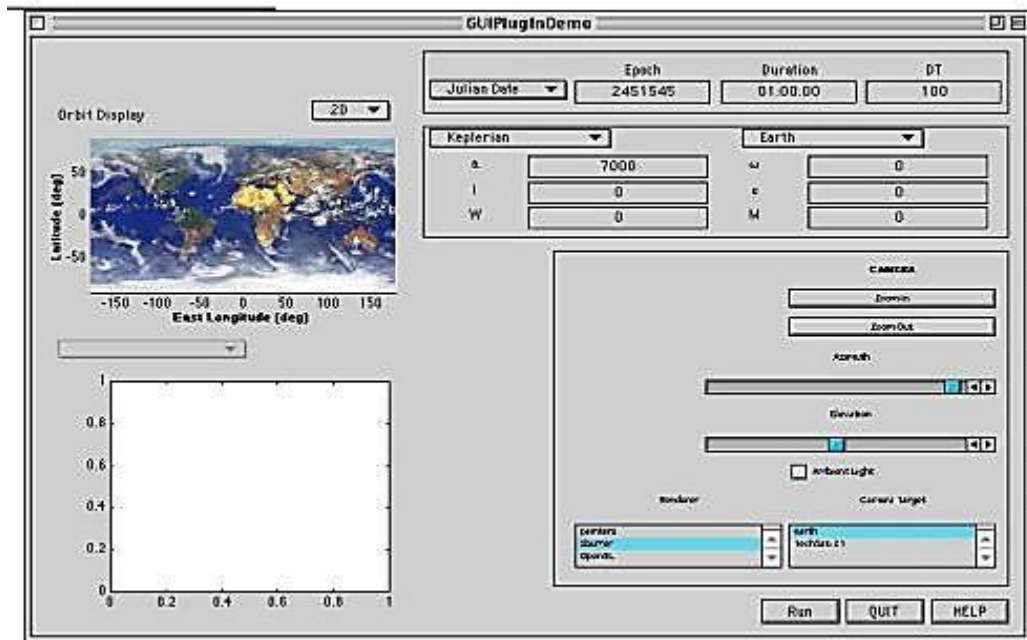 GUIPlugInDemo
Epoch Duration DT
Julian Date 2451545 01:00:00 100
Orbit Display 2D
Keplerian Earth
a 7000 ω 0
i 0 e 0
W 0 M 0
50
0
-50
Latitude (deg)
-150 -100 -50 0 50 100 150
East Longitude (deg)
CAMERA
Zoom In
Zoom Out
Azimuth
Elevation
Ambient Light
Renderer Camera Target
painters
zbuffer
OpenGL
Earth
1
0.8
0.6
0.4
0.2
0
0 0.2 0.4 0.6 0.8 1
Run QUIT HELP